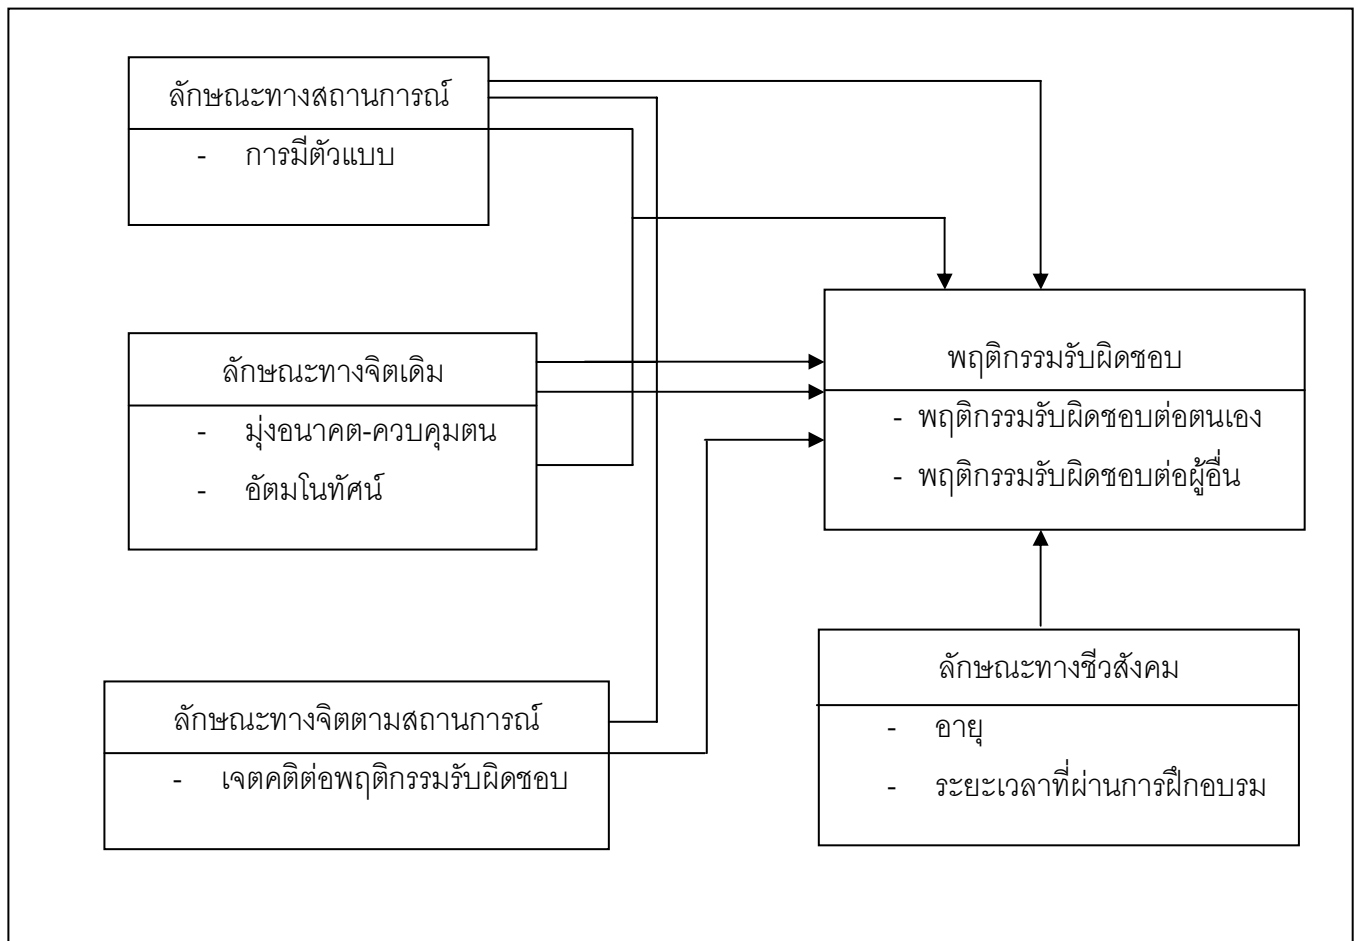 ลักษณะทางสถานการณ์
- การมีตัวแบบ
ลักษณะทางจิตเดิม
- มุ่งอนาคต-ควบคุมตน
- อัตมโนทัศน์
ลักษณะทางจิตตามสถานการณ์
- เจตคติต่อพฤติกรรมรับผิดชอบ
พฤติกรรมรับผิดชอบ
- พฤติกรรมรับผิดชอบต่อตนเอง
- พฤติกรรมรับผิดชอบต่อผู้อื่น
ลักษณะทางชีวสังคม
- อายุ
- ระยะเวลาที่ผ่านการฝึกอบรม